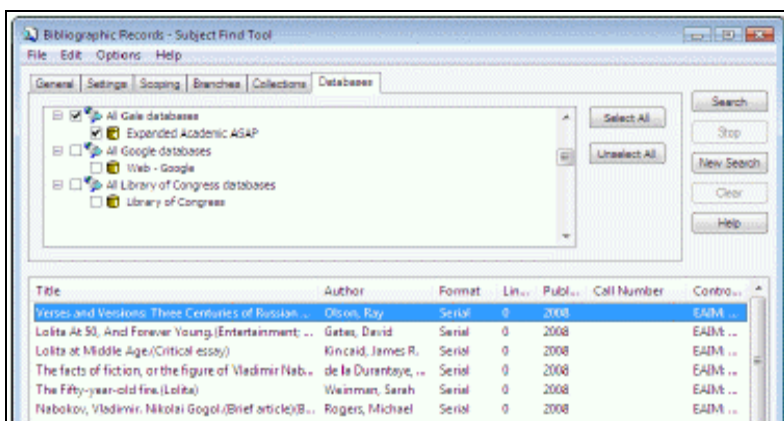 Bibliographic Records - Subject Find Tool
File Edit Options Help
General Settings Scoping Branches Collections Databases
All Gale databases
Expanded Academic ASAP
All Google databases
Web - Google
All Library of Congress databases
Library of Congress
Select All
Unselect All
Search
Stop
New Search
Clear
Help
Title Author Format Lin... Publ... Call Number Contro...
Verses and Versions: Three Centuries of Russian ... Olson, Ray Serial 0 2008 EAIM: ...
Lolita At 50, And Forever Young.(Entertainment; ... Gates, David Serial 0 2008 EAIM: ...
Lolita at Middle Age.(Critical essay) Kincaid, James R. Serial 0 2008 EAIM: ...
The facts of fiction, or the figure of Vladimir Nab... de la Durantaye, ... Serial 0 2008 EAIM: ...
The Fifty-year-old fire.(Lolita) Weinman, Sarah Serial 0 2008 EAIM: ...
Nabokov, Vladimir. Nikolai Gogol.(Brief article)(B... Rogers, Michael Serial 0 2008 EAIM: ...